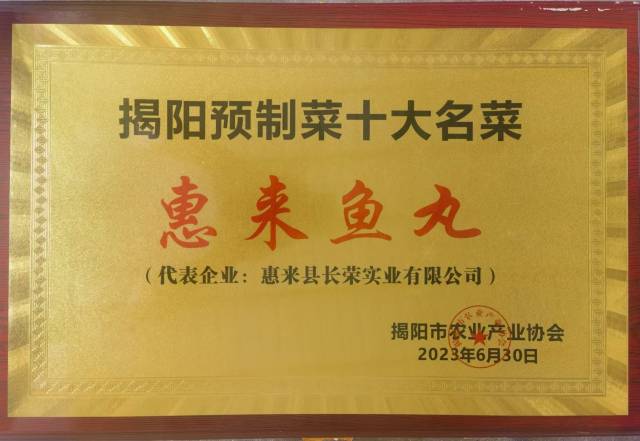 揭阳预制菜十大名菜
惠来鱼丸
（代表企业：惠来县长荣实业有限公司）
揭阳市农业产业协会
2023年6月30日